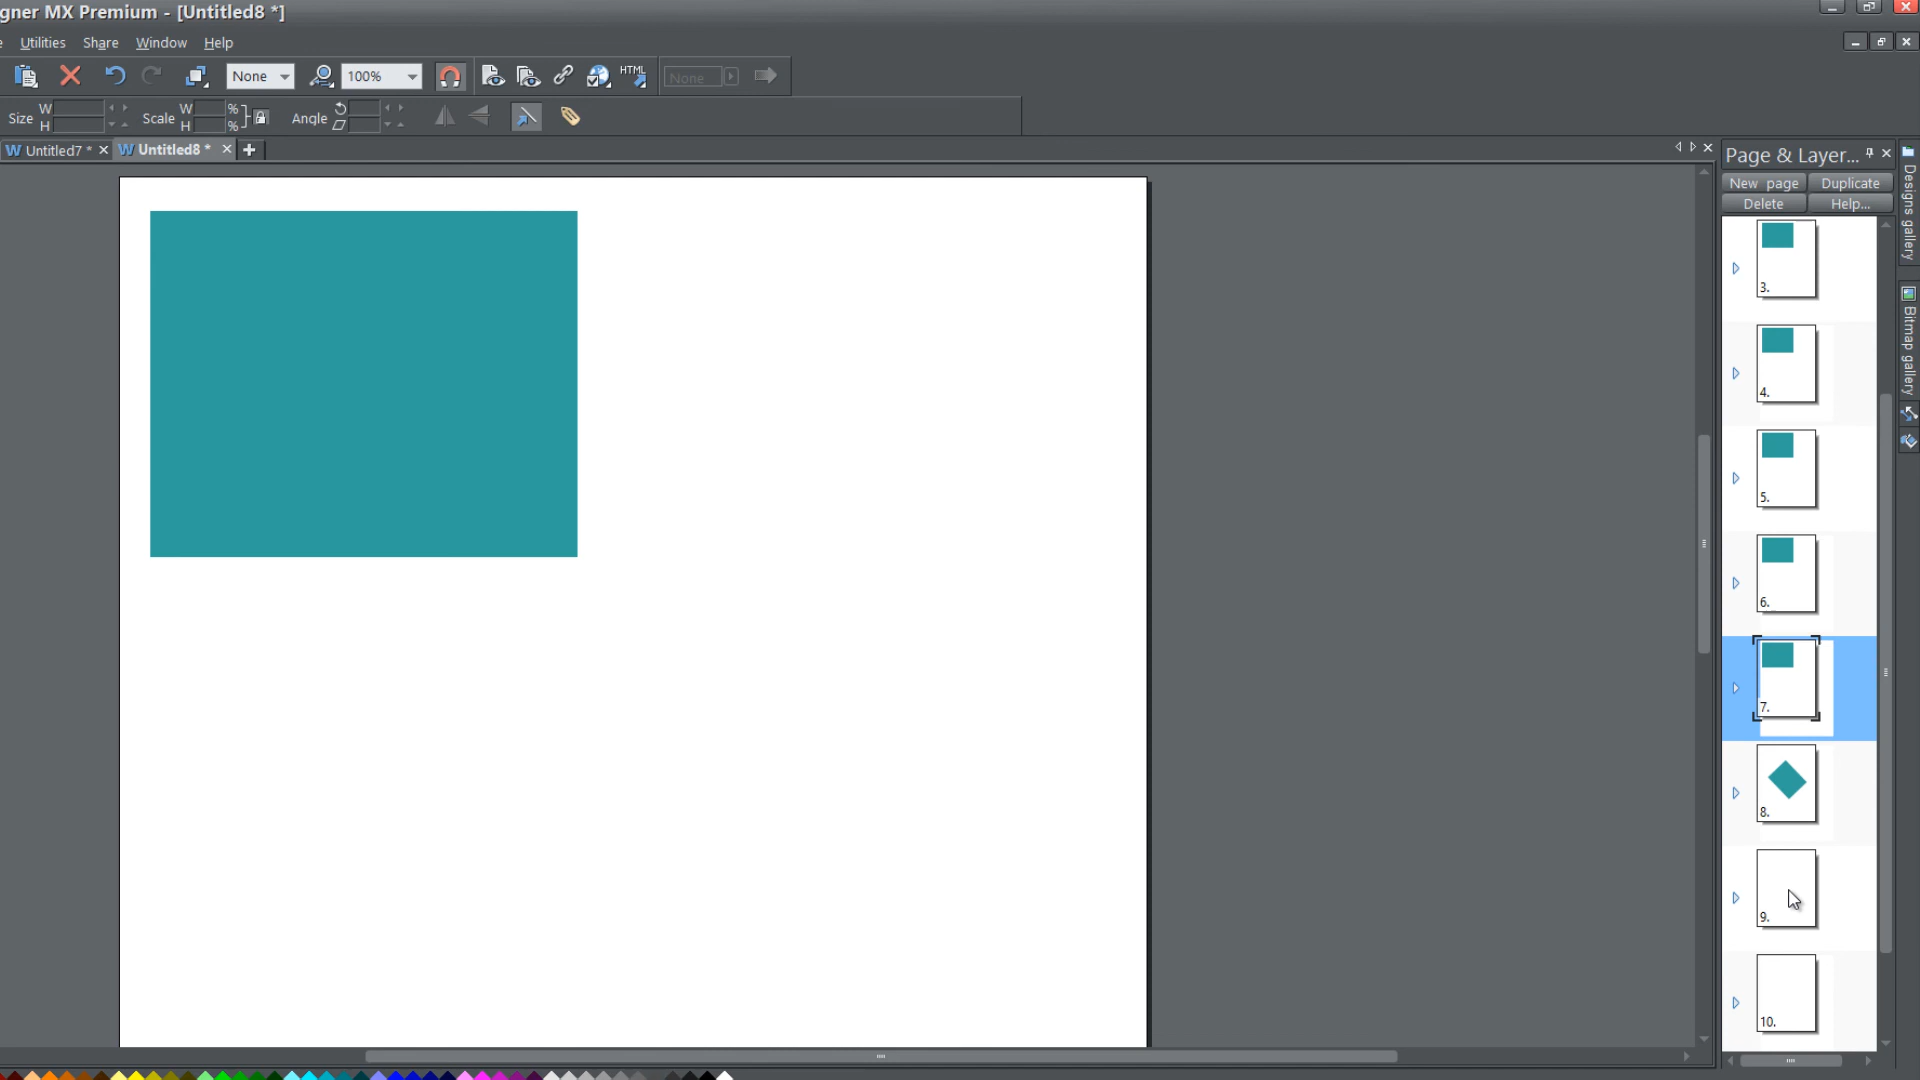 gner MX Premium - [Untitled8 *]
Utilities Share Window Help
None 100% HTML None
Size W H Scale W H % % Angle
Untitled7 * Untitled8 *
Page & Layer...
New page Duplicate
Delete Help...
3.
4.
5.
6.
7.
8.
9.
10.
Designs gallery
Bitmap gallery